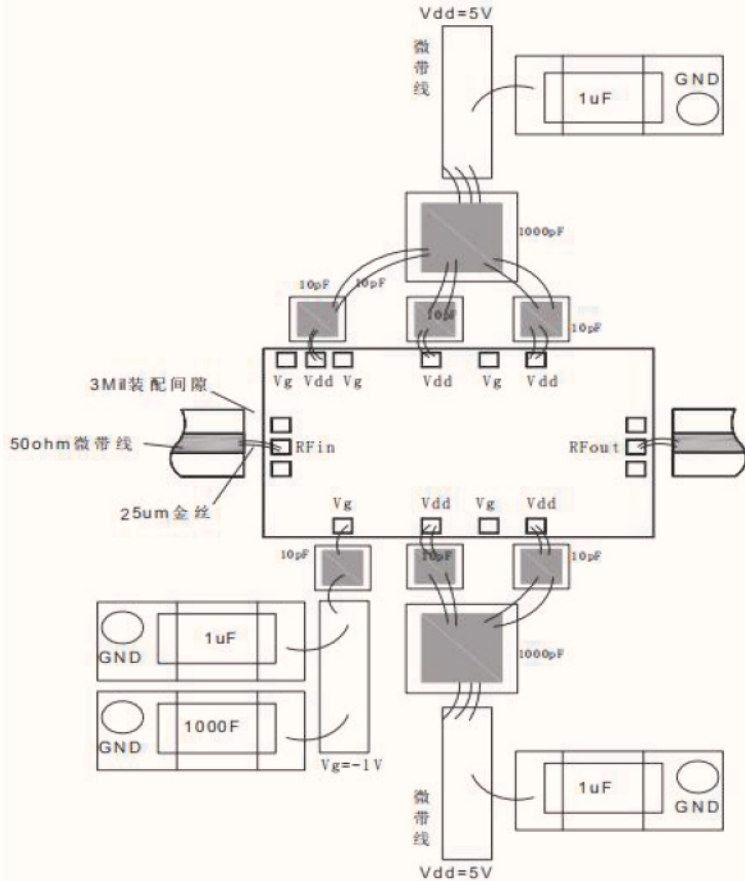 Vdd=5V
微带线
1uF
GND
1000pF
10pF
10pF
10pF
10pF
Vg
Vdd
Vg
Vdd
Vg
Vdd
3Mil装配间隙
50ohm微带线
RFin
RFout
25um金丝
Vg
Vdd
Vg
Vdd
10pF
10pF
10pF
1uF
GND
1000pF
1000F
GND
Vg=-1V
微带线
1uF
GND
Vdd=5V